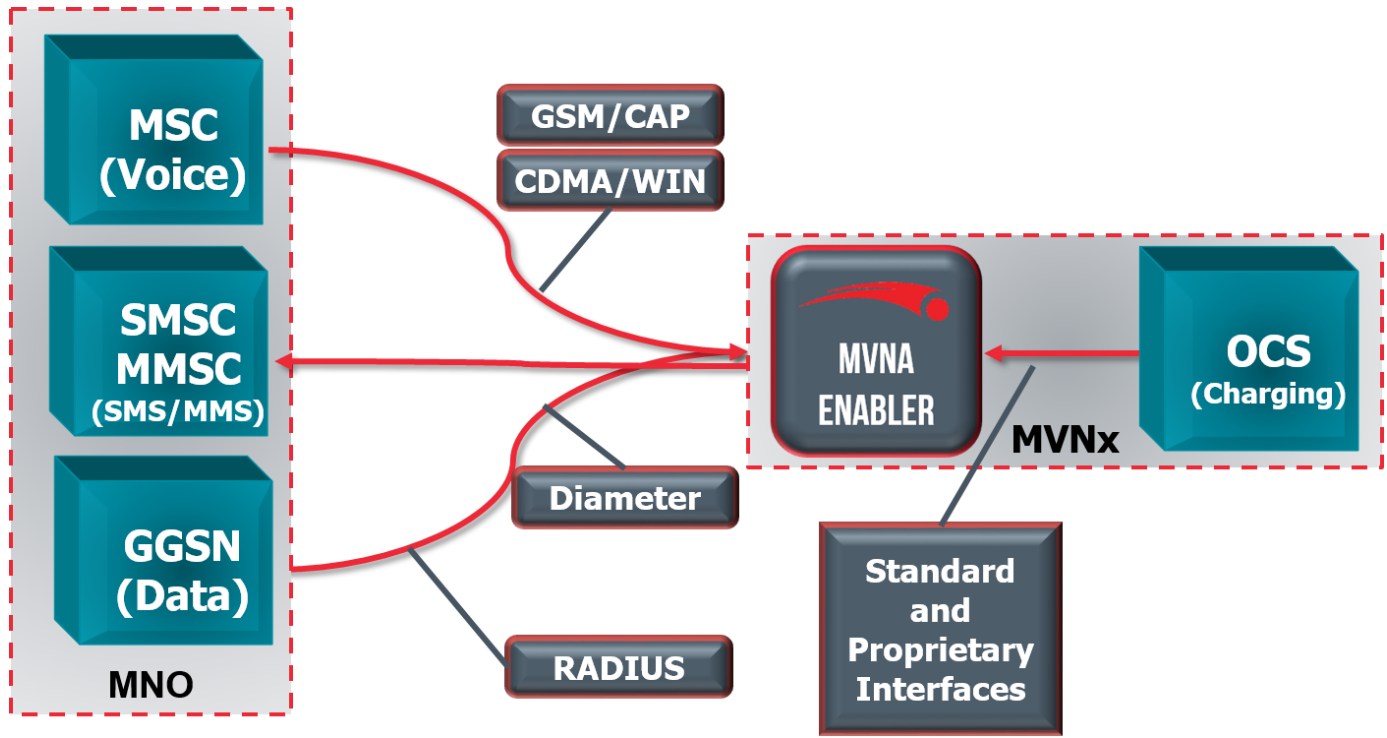 MSC
(Voice)
SMSC
MMSC
(SMS/MMS)
GGSN
(Data)
MNO
GSM/CAP
CDMA/WIN
Diameter
RADIUS
MVNA
ENABLER
MVNx
OCS
(Charging)
Standard
and
Proprietary
Interfaces